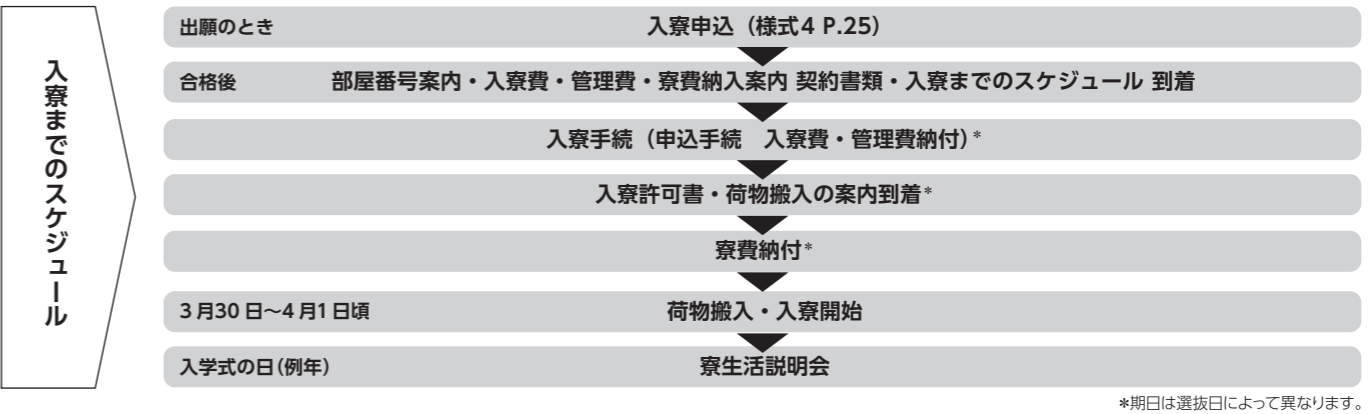 入寮までのスケジュール
出願のとき 入寮申込（様式4 P.25）
合格後 部屋番号案内・入寮費・管理費・寮費納入案内 契約書類・入寮までのスケジュール 到着
入寮手続（申込手続　入寮費・管理費納付）*
入寮許可書・荷物搬入の案内到着*
寮費納付*
3月30日～4月1日頃 荷物搬入・入寮開始
入学式の日(例年) 寮生活説明会
*期日は選抜日によって異なります。